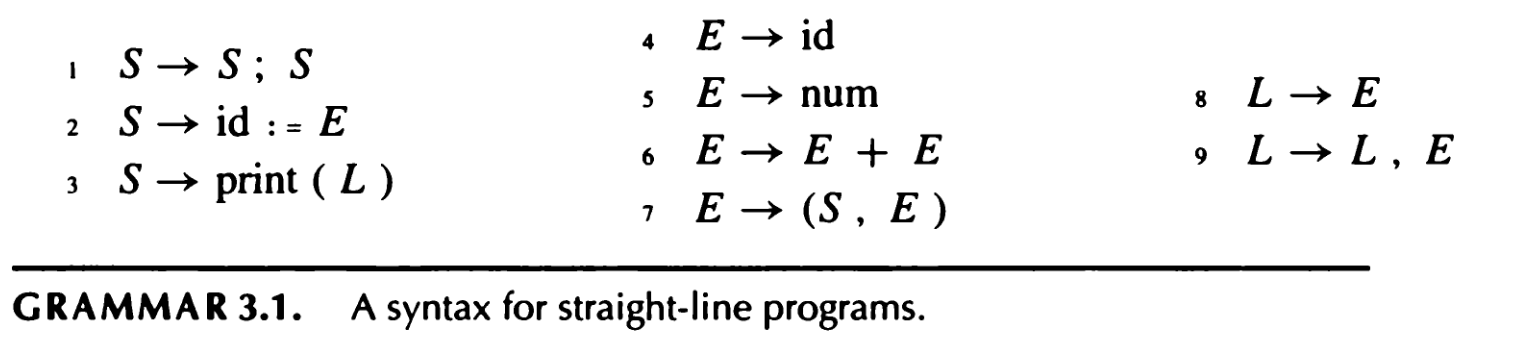 1 S → S ; S
2 S → id := E
3 S → print ( L )
4 E → id
5 E → num
6 E → E + E
7 E → (S , E )
8 L → E
9 L → L , E
GRAMMAR 3.1. A syntax for straight-line programs.